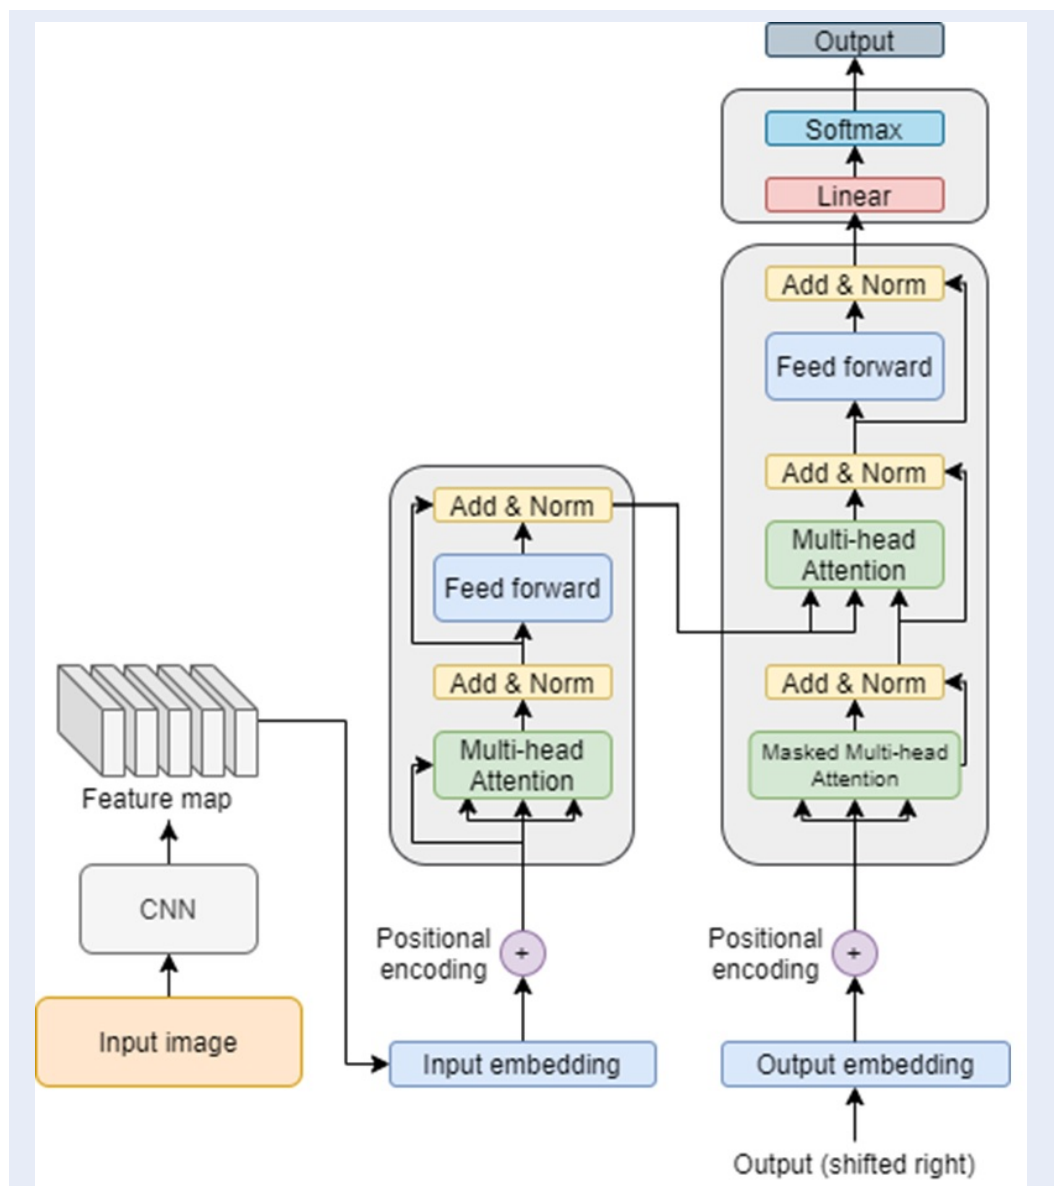 Output
Softmax
Linear
Add & Norm
Feed forward
Add & Norm
Multi-head
Attention
Add & Norm
Masked Multi-head
Attention
Positional
encoding
+
Output embedding
Output (shifted right)
Add & Norm
Feed forward
Add & Norm
Multi-head
Attention
Positional
encoding
+
Input embedding
Feature map
CNN
Input image